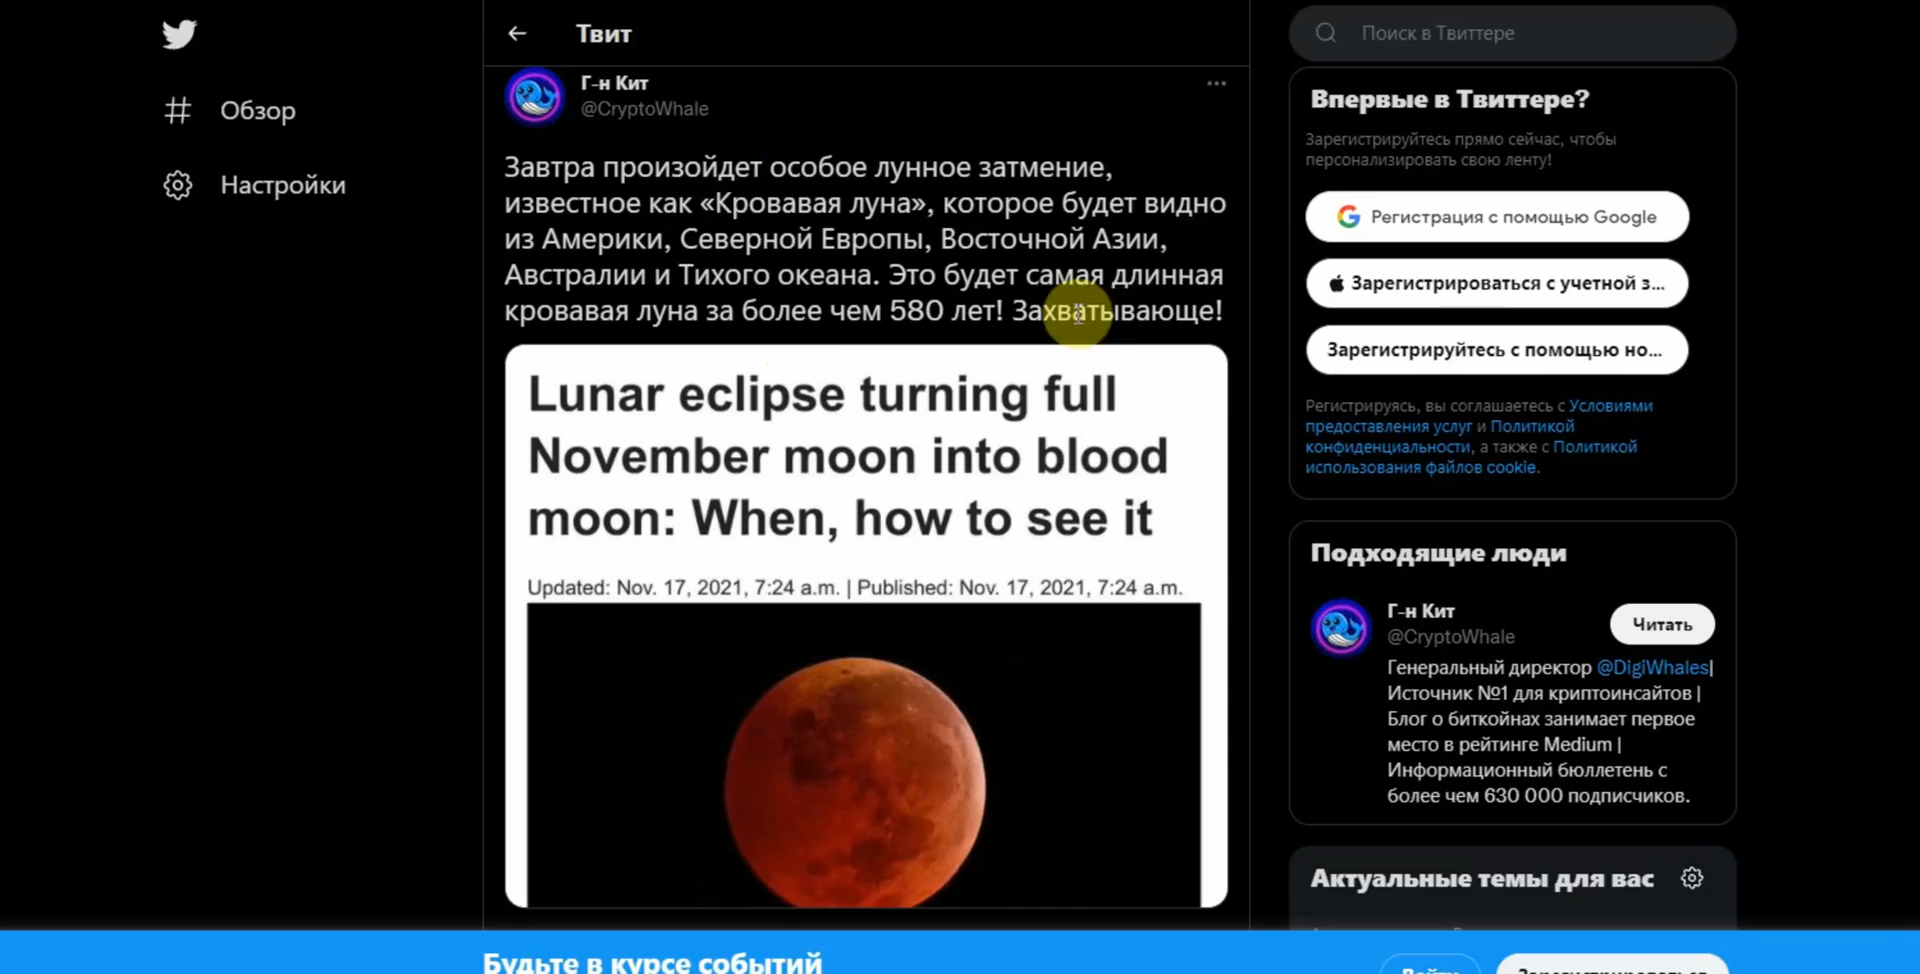 Обзор
Настройки
Твит
Г-н Кит
@CryptoWhale
Завтра произойдет особое лунное затмение,
известное как «Кровавая луна», которое будет видно
из Америки, Северной Европы, Восточной Азии,
Австралии и Тихого океана. Это будет самая длинная
кровавая луна за более чем 580 лет! Захватывающе!
Lunar eclipse turning full
November moon into blood
moon: When, how to see it
Updated: Nov. 17, 2021, 7:24 a.m. | Published: Nov. 17, 2021, 7:24 a.m.
Поиск в Твиттере
Впервые в Твиттере?
Зарегистрируйтесь прямо сейчас, чтобы
персонализировать свою ленту!
Регистрация с помощью Google
Зарегистрироваться с учетной з...
Зарегистрируйтесь с помощью но...
Регистрируясь, вы соглашаетесь с Условиями
предоставления услуг и Политикой
конфиденциальности, а также с Политикой
использования файлов cookie.
Подходящие люди
Г-н Кит
@CryptoWhale
Читать
Генеральный директор @DigiWhales|
Источник №1 для криптоинсайтов |
Блог о биткойнах занимает первое
место в рейтинге Medium |
Информационный бюллетень с
более чем 630 000 подписчиков.
Актуальные темы для вас
Будьте в курсе событий
Войти
Зарегистрироваться